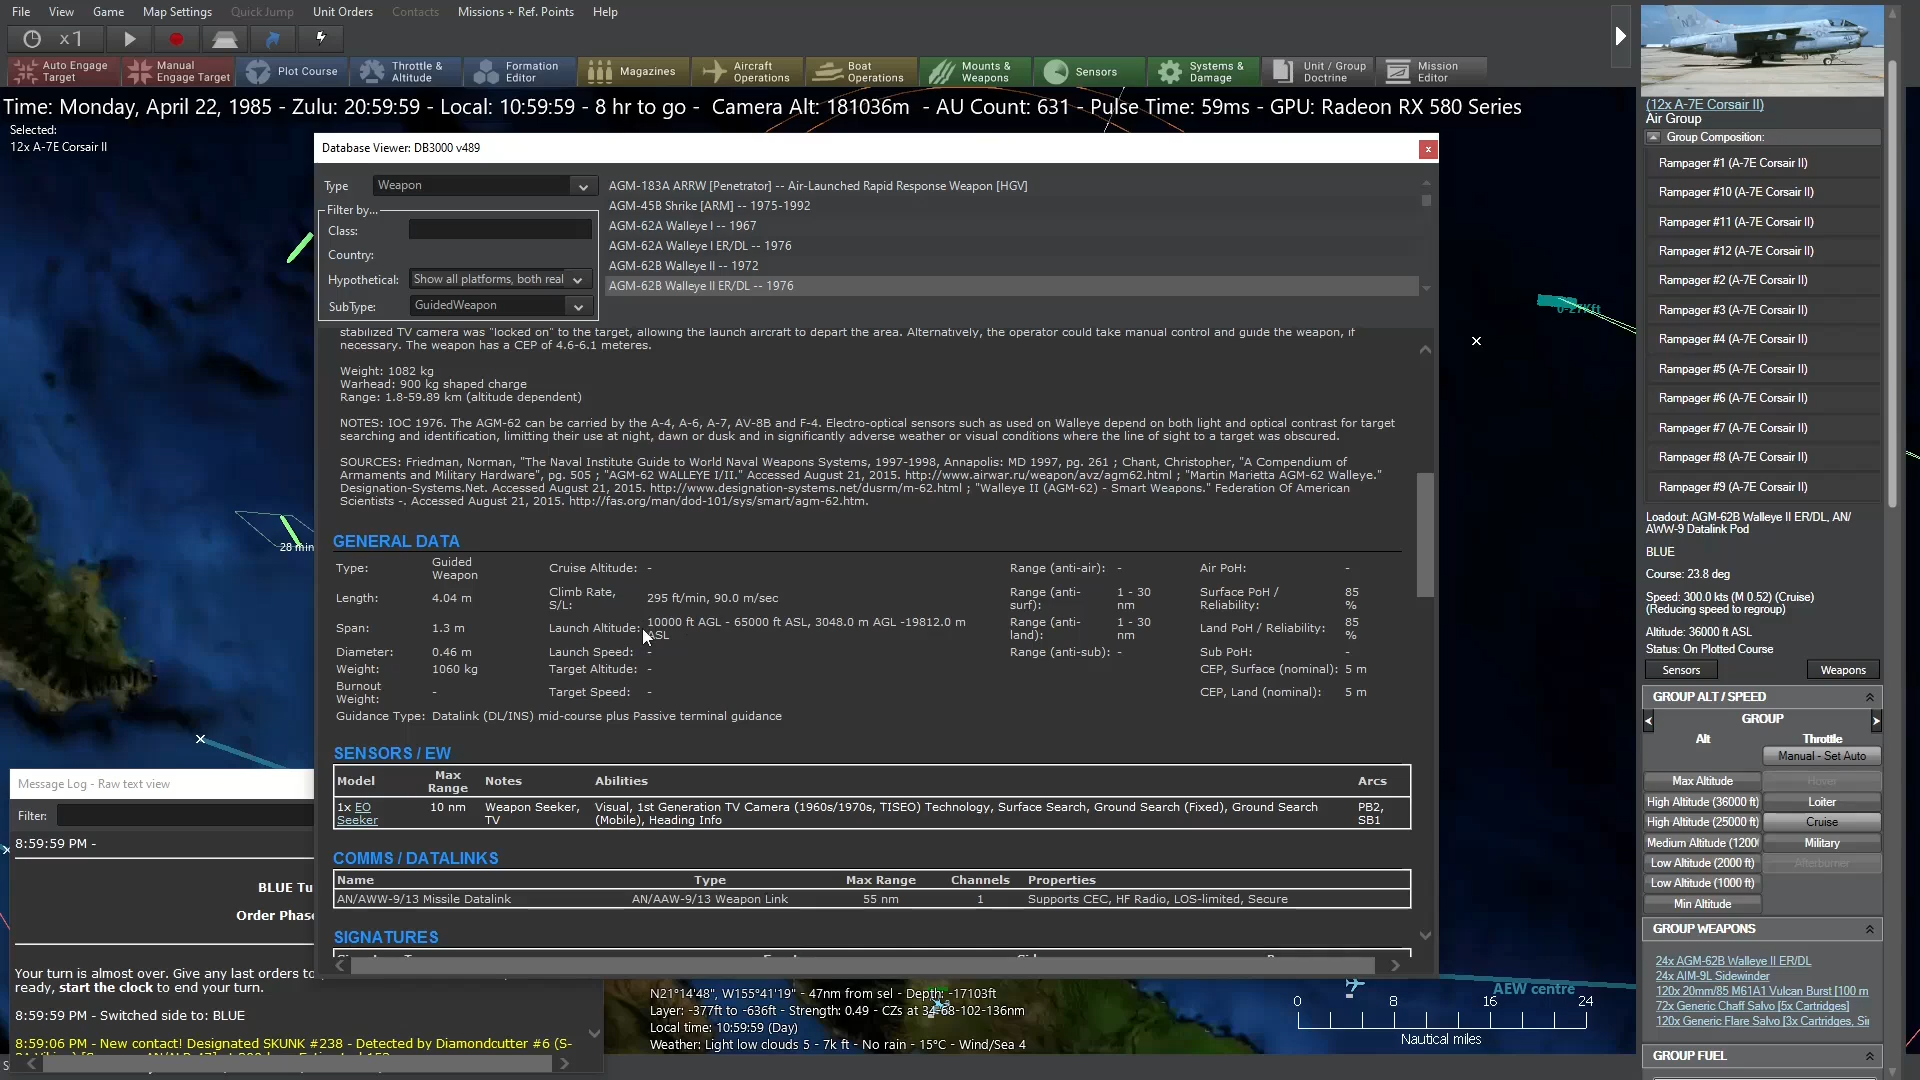 File View Game Map Settings Quick Jump Unit Orders Contacts Missions + Ref. Points Help
x1
Auto Engage Target
Manual Engage Target
Plot Course
Throttle & Altitude
Formation Editor
Magazines
Aircraft Operations
Boat Operations
Mounts & Weapons
Sensors
Systems & Damage
Unit / Group Doctrine
Mission Editor
Time: Monday, April 22, 1985 - Zulu: 20:59:59 - Local: 10:59:59 - 8 hr to go - Camera Alt: 181036m - AU Count: 631 - Pulse Time: 59ms - GPU: Radeon RX 580 Series
Selected:
12x A-7E Corsair II
Database Viewer: DB3000 v489
x
Type Weapon
Filter by...
Class:
Country:
Hypothetical: Show all platforms, both real
SubType: GuidedWeapon
AGM-183A ARRW [Penetrator] -- Air-Launched Rapid Response Weapon [HGV]
AGM-45B Shrike [ARM] -- 1975-1992
AGM-62A Walleye I -- 1967
AGM-62A Walleye I ER/DL -- 1976
AGM-62B Walleye II -- 1972
AGM-62B Walleye II ER/DL -- 1976
stabilized TV camera was "locked on" to the target, allowing the launch aircraft to depart the area. Alternatively, the operator could take manual control and guide the weapon, if
necessary. The weapon has a CEP of 4.6-6.1 meteres.
Weight: 1082 kg
Warhead: 900 kg shaped charge
Range: 1.8-59.89 km (altitude dependent)
NOTES: IOC 1976. The AGM-62 can be carried by the A-4, A-6, A-7, AV-8B and F-4. Electro-optical sensors such as used on Walleye depend on both light and optical contrast for target
searching and identification, limitting their use at night, dawn or dusk and in significantly adverse weather or visual conditions where the line of sight to a target was obscured.
SOURCES: Friedman, Norman, "The Naval Institute Guide to World Naval Weapons Systems, 1997-1998, Annapolis: MD 1997, pg. 261 ; Chant, Christopher, "A Compendium of
Armaments and Military Hardware", pg. 505 ; "AGM-62 WALLEYE I/II." Accessed August 21, 2015. http://www.airwar.ru/weapon/avz/agm62.html ; "Martin Marietta AGM-62 Walleye."
Designation-Systems.Net. Accessed August 21, 2015. http://www.designation-systems.net/dusrm/m-62.html ; "Walleye II (AGM-62) - Smart Weapons." Federation Of American
Scientists -. Accessed August 21, 2015. http://fas.org/man/dod-101/sys/smart/agm-62.htm.
GENERAL DATA
Type: Guided Weapon Cruise Altitude: - Range (anti-air): - Air PoH: -
Length: 4.04 m Climb Rate, S/L: 295 ft/min, 90.0 m/sec Range (anti-surf): 1 - 30 nm Surface PoH / Reliability: 85 %
Span: 1.3 m Launch Altitude: 10000 ft AGL - 65000 ft ASL, 3048.0 m AGL -19812.0 m ASL Range (anti-land): 1 - 30 nm Land PoH / Reliability: 85 %
Diameter: 0.46 m Launch Speed: - Range (anti-sub): - Sub PoH: -
Weight: 1060 kg Target Altitude: - CEP, Surface (nominal): 5 m
Burnout Weight: - Target Speed: - CEP, Land (nominal): 5 m
Guidance Type: Datalink (DL/INS) mid-course plus Passive terminal guidance
SENSORS / EW
Model Max Range Notes Abilities Arcs
1x EO Seeker 10 nm Weapon Seeker, TV Visual, 1st Generation TV Camera (1960s/1970s, TISEO) Technology, Surface Search, Ground Search (Fixed), Ground Search (Mobile), Heading Info PB2, SB1
COMMS / DATALINKS
Name Type Max Range Channels Properties
AN/AWW-9/13 Missile Datalink AN/AAW-9/13 Weapon Link 55 nm 1 Supports CEC, HF Radio, LOS-limited, Secure
SIGNATURES
28 min
0-27Kft
Message Log - Raw text view
Filter:
8:59:59 PM -
BLUE Tu
Order Phase
Your turn is almost over. Give any last orders to
ready, start the clock to end your turn.
8:59:59 PM - Switched side to: BLUE
8:59:06 PM - New contact! Designated SKUNK #238 - Detected by Diamondcutter #6 (S-
N21°14'48", W155°41'19" - 47nm from sel - Depth: -17103ft
Layer: -377ft to -636ft - Strength: 0.49 - CZs at 34-68-102-136nm
Local time: 10:59:59 (Day)
Weather: Light low clouds 5 - 7k ft - No rain - 15°C - Wind/Sea 4
AEW centre
0 8 16 24
Nautical miles
(12x A-7E Corsair II)
Air Group
Group Composition:
Rampager #1 (A-7E Corsair II)
Rampager #10 (A-7E Corsair II)
Rampager #11 (A-7E Corsair II)
Rampager #12 (A-7E Corsair II)
Rampager #2 (A-7E Corsair II)
Rampager #3 (A-7E Corsair II)
Rampager #4 (A-7E Corsair II)
Rampager #5 (A-7E Corsair II)
Rampager #6 (A-7E Corsair II)
Rampager #7 (A-7E Corsair II)
Rampager #8 (A-7E Corsair II)
Rampager #9 (A-7E Corsair II)
Loadout: AGM-62B Walleye II ER/DL, AN/
AWW-9 Datalink Pod
BLUE
Course: 23.8 deg
Speed: 300.0 kts (M 0.52) (Cruise)
(Reducing speed to regroup)
Altitude: 36000 ft ASL
Status: On Plotted Course
Sensors Weapons
GROUP ALT / SPEED
GROUP
Alt Throttle
Manual - Set Auto
Max Altitude Hover
High Altitude (36000 ft) Loiter
High Altitude (25000 ft) Cruise
Medium Altitude (1200 Military
Low Altitude (2000 ft) Afterburner
Low Altitude (1000 ft)
Min Altitude
GROUP WEAPONS
24x AGM-62B Walleye II ER/DL
24x AIM-9L Sidewinder
120x 20mm/85 M61A1 Vulcan Burst [100 m
72x Generic Chaff Salvo [5x Cartridges]
120x Generic Flare Salvo [3x Cartridges, Si
GROUP FUEL